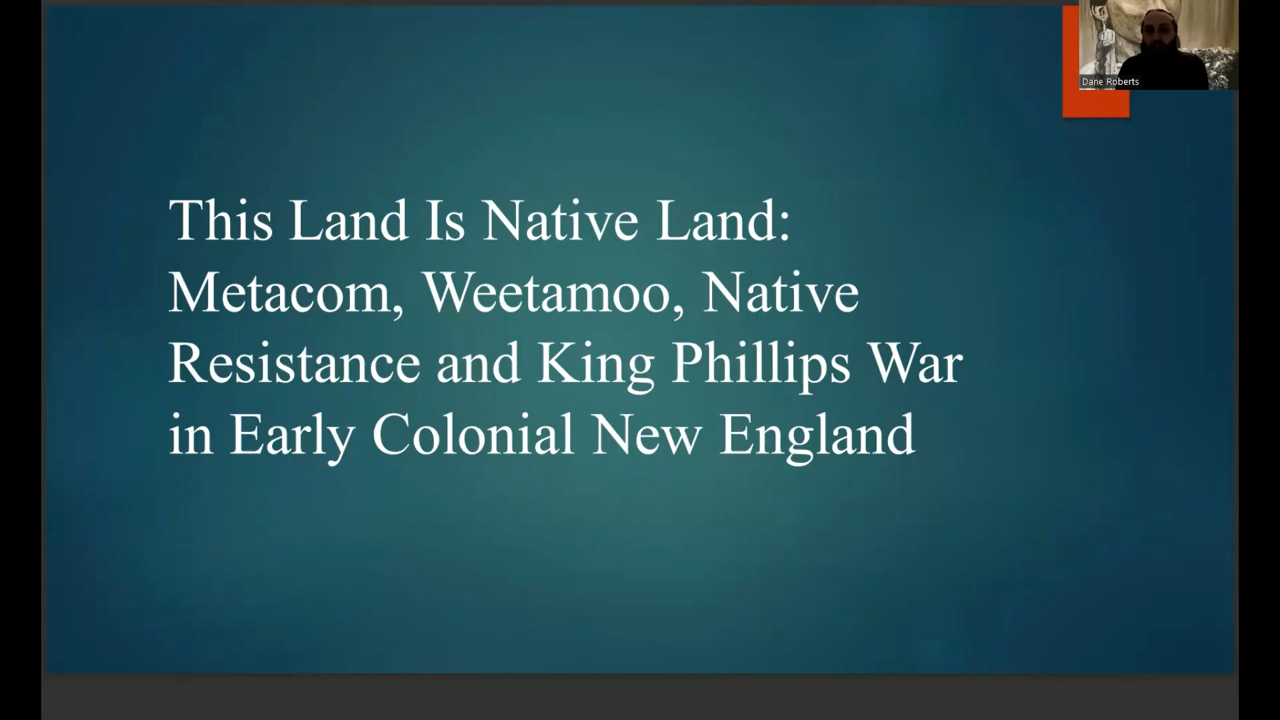 Dane Roberts
This Land Is Native Land:
Metacom, Weetamoo, Native
Resistance and King Phillips War
in Early Colonial New England